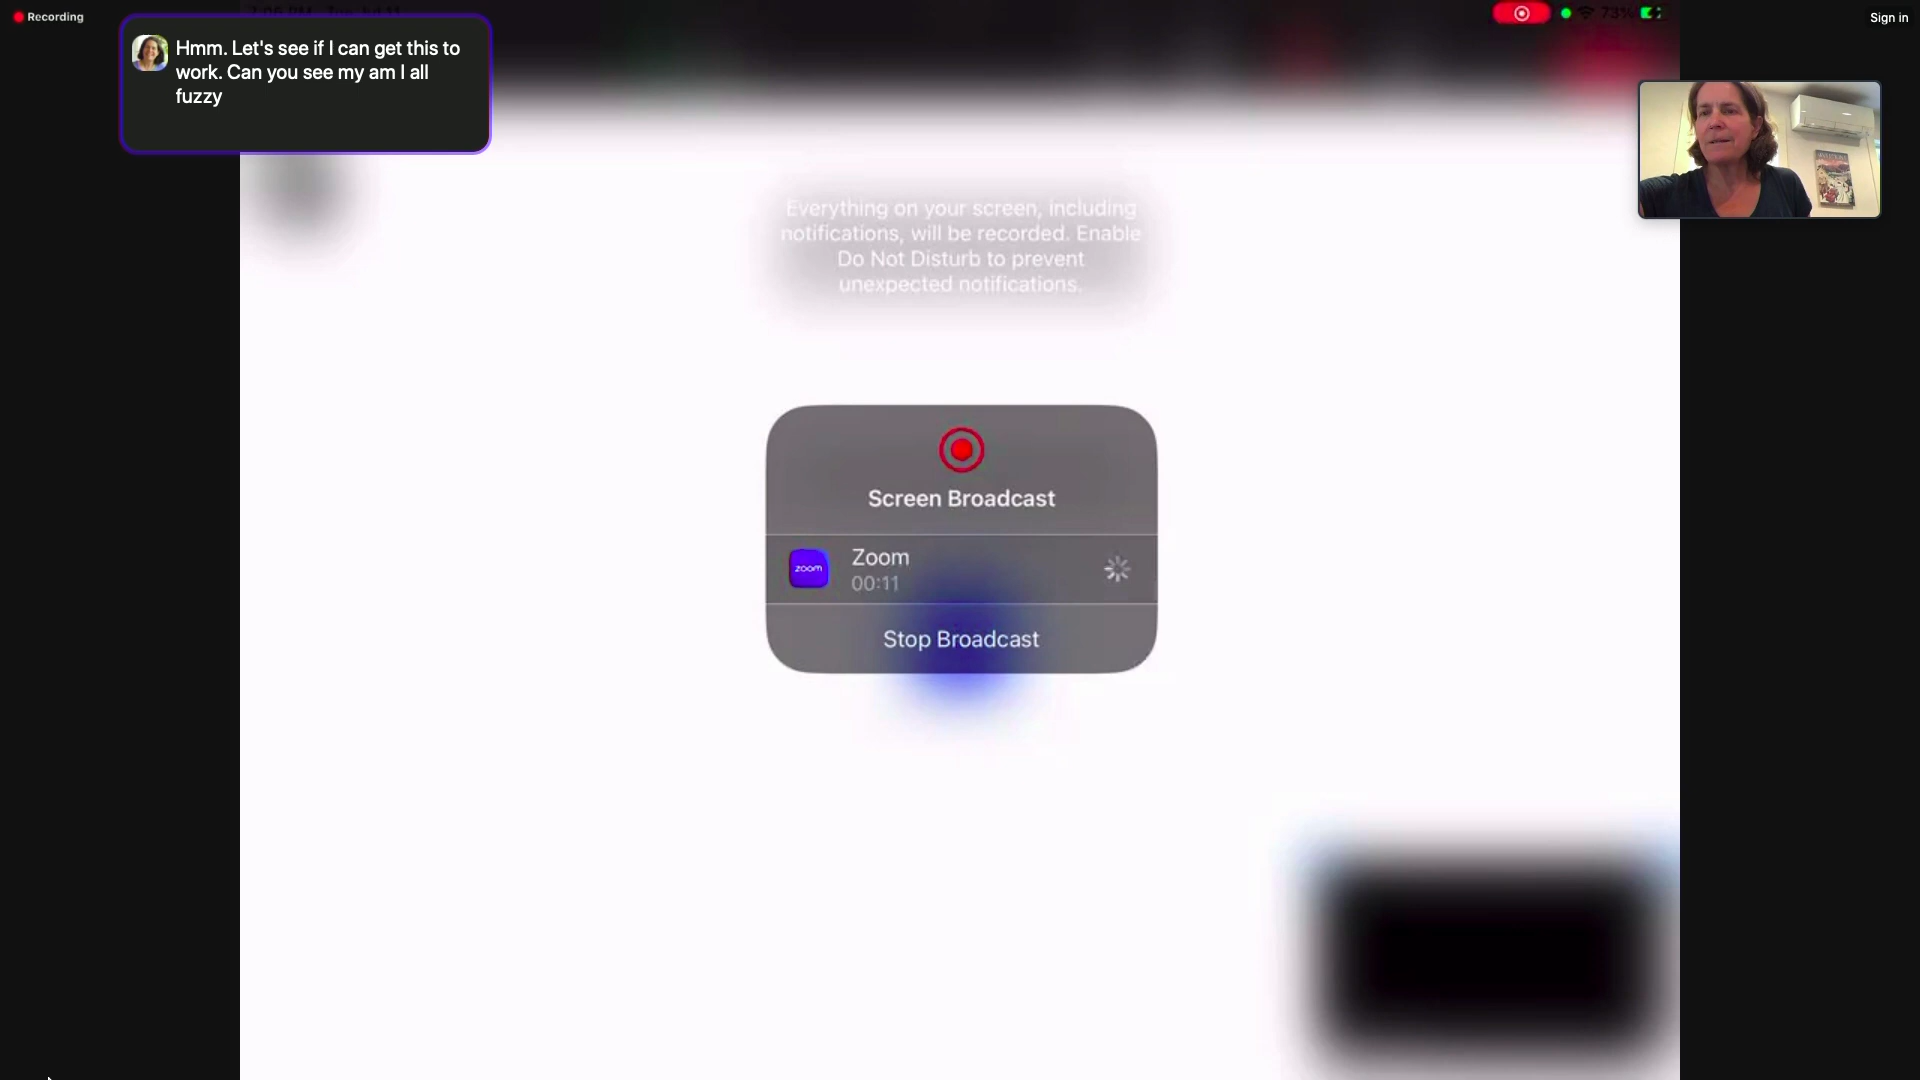 Recording
Sign in
73%
Hmm. Let's see if I can get this to
work. Can you see my am I all
fuzzy
Everything on your screen, including
notifications, will be recorded. Enable
Do Not Disturb to prevent
unexpected notifications.
Screen Broadcast
zoom
Zoom
00:11
Stop Broadcast